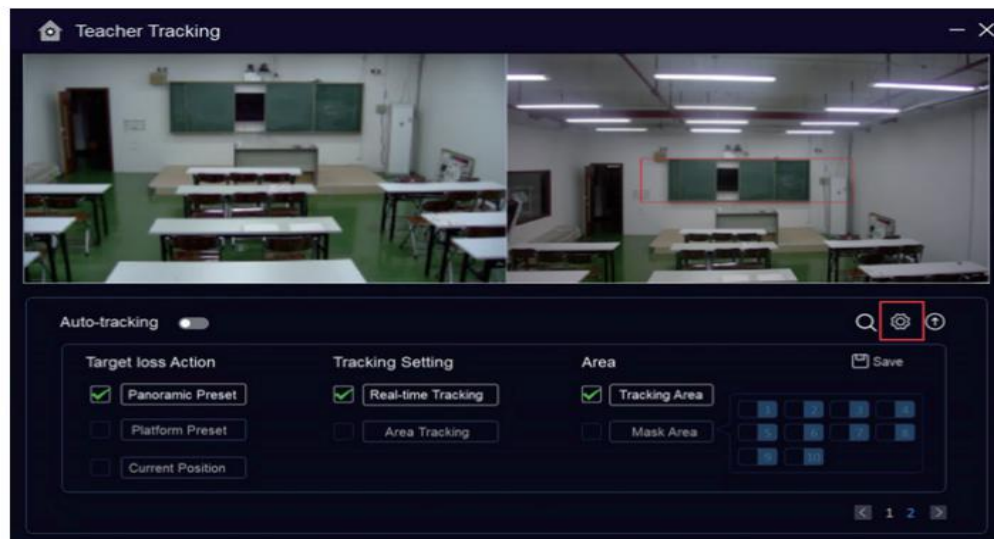 Teacher Tracking
Auto-tracking
Target loss Action
Tracking Setting
Area
Save
Panoramic Preset
Real-time Tracking
Tracking Area
Platform Preset
Area Tracking
Mask Area
Current Position
1 2 3 4
5 6 7 8
9 10
1 2